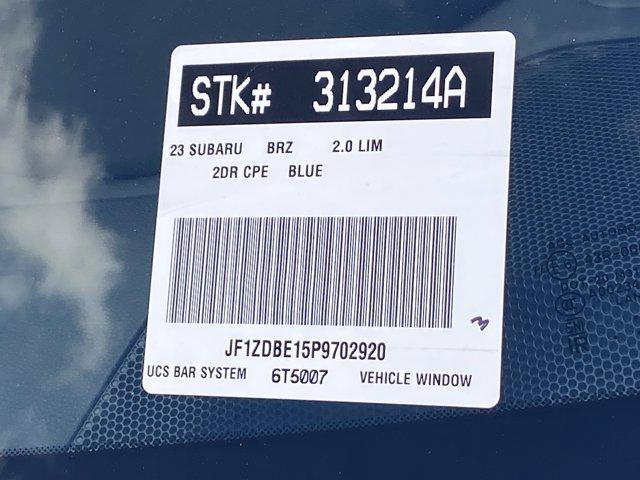 STK# 313214A
23 SUBARU BRZ 2.0 LIM
2DR CPE BLUE
JF1ZDBE15P9702920
UCS BAR SYSTEM 6T5007 VEHICLE WINDOW